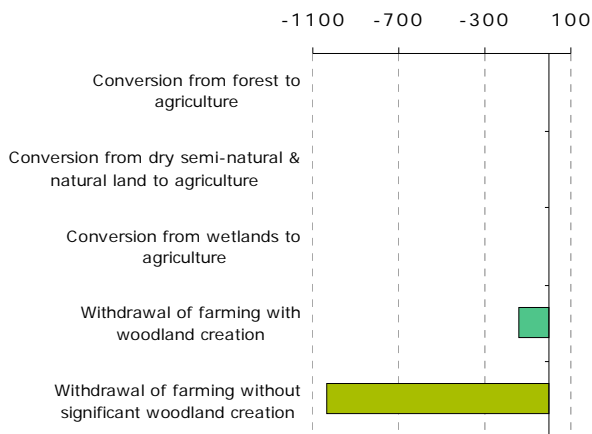 -1100 -700 -300 100
Conversion from forest to
agriculture
Conversion from dry semi-natural &
natural land to agriculture
Conversion from wetlands to
agriculture
Withdrawal of farming with
woodland creation
Withdrawal of farming without
significant woodland creation